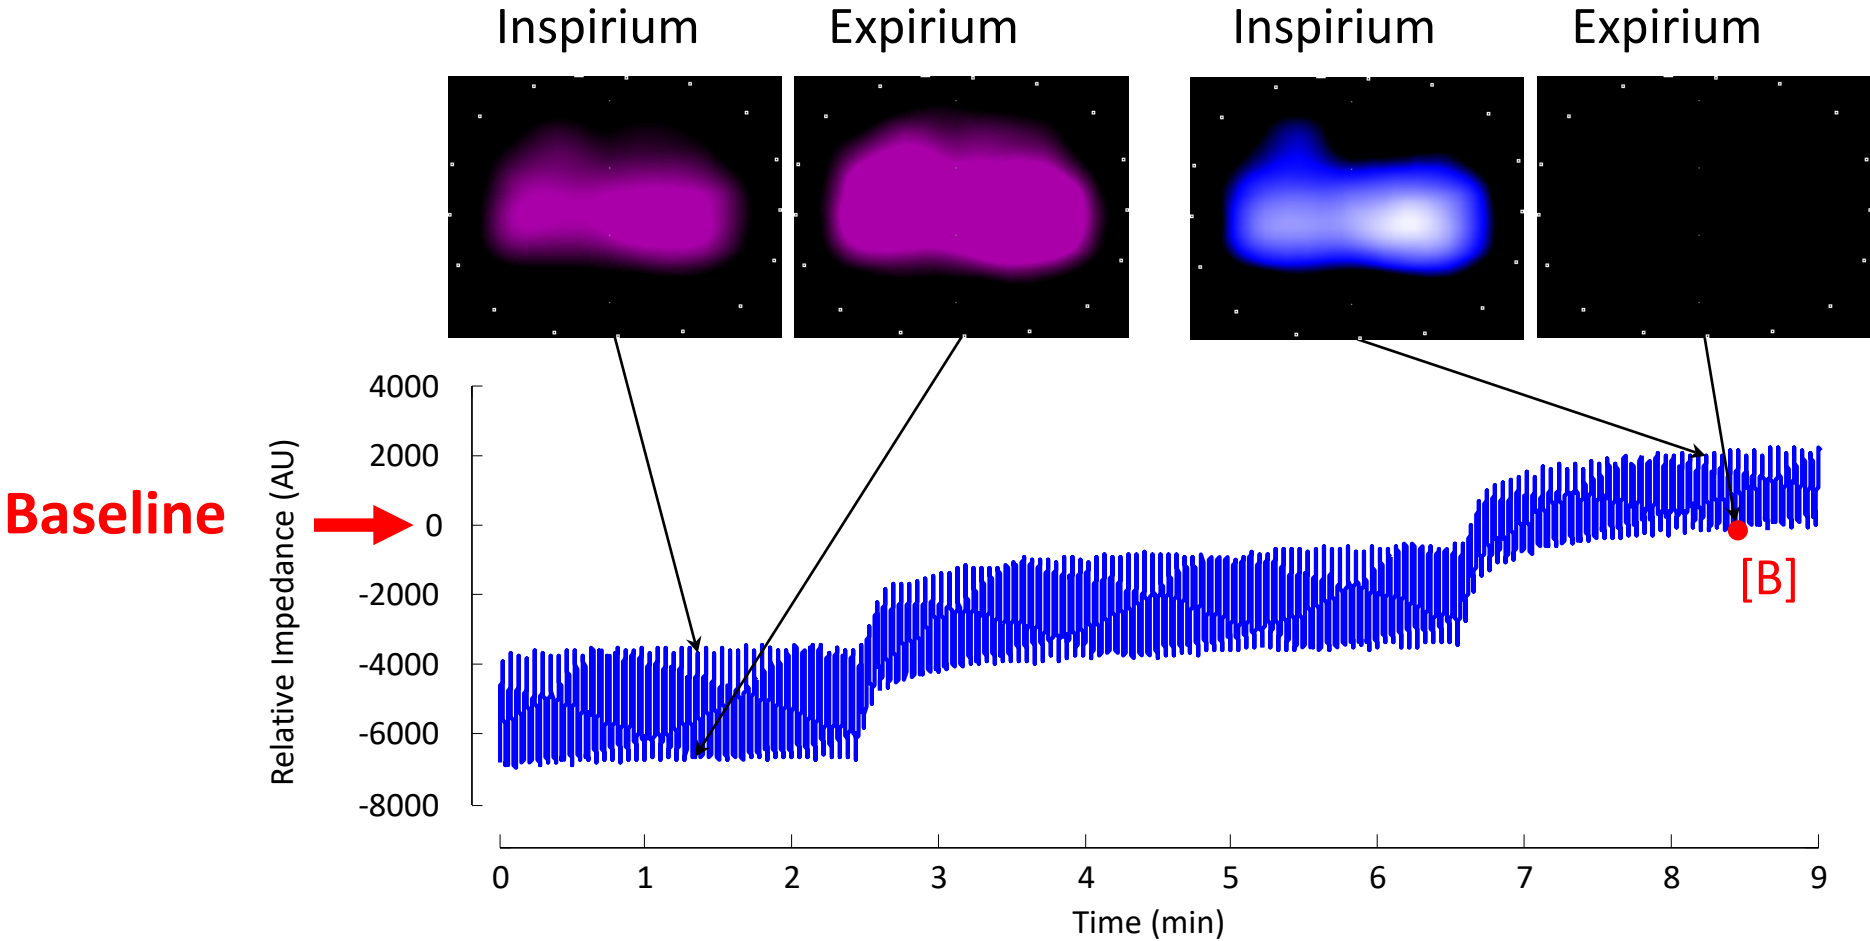 Inspirium Expirium Inspirium Expirium
Baseline
Relative Impedance (AU)
4000
2000
0
-2000
-4000
-6000
-8000
[B]
0 1 2 3 4 5 6 7 8 9
Time (min)